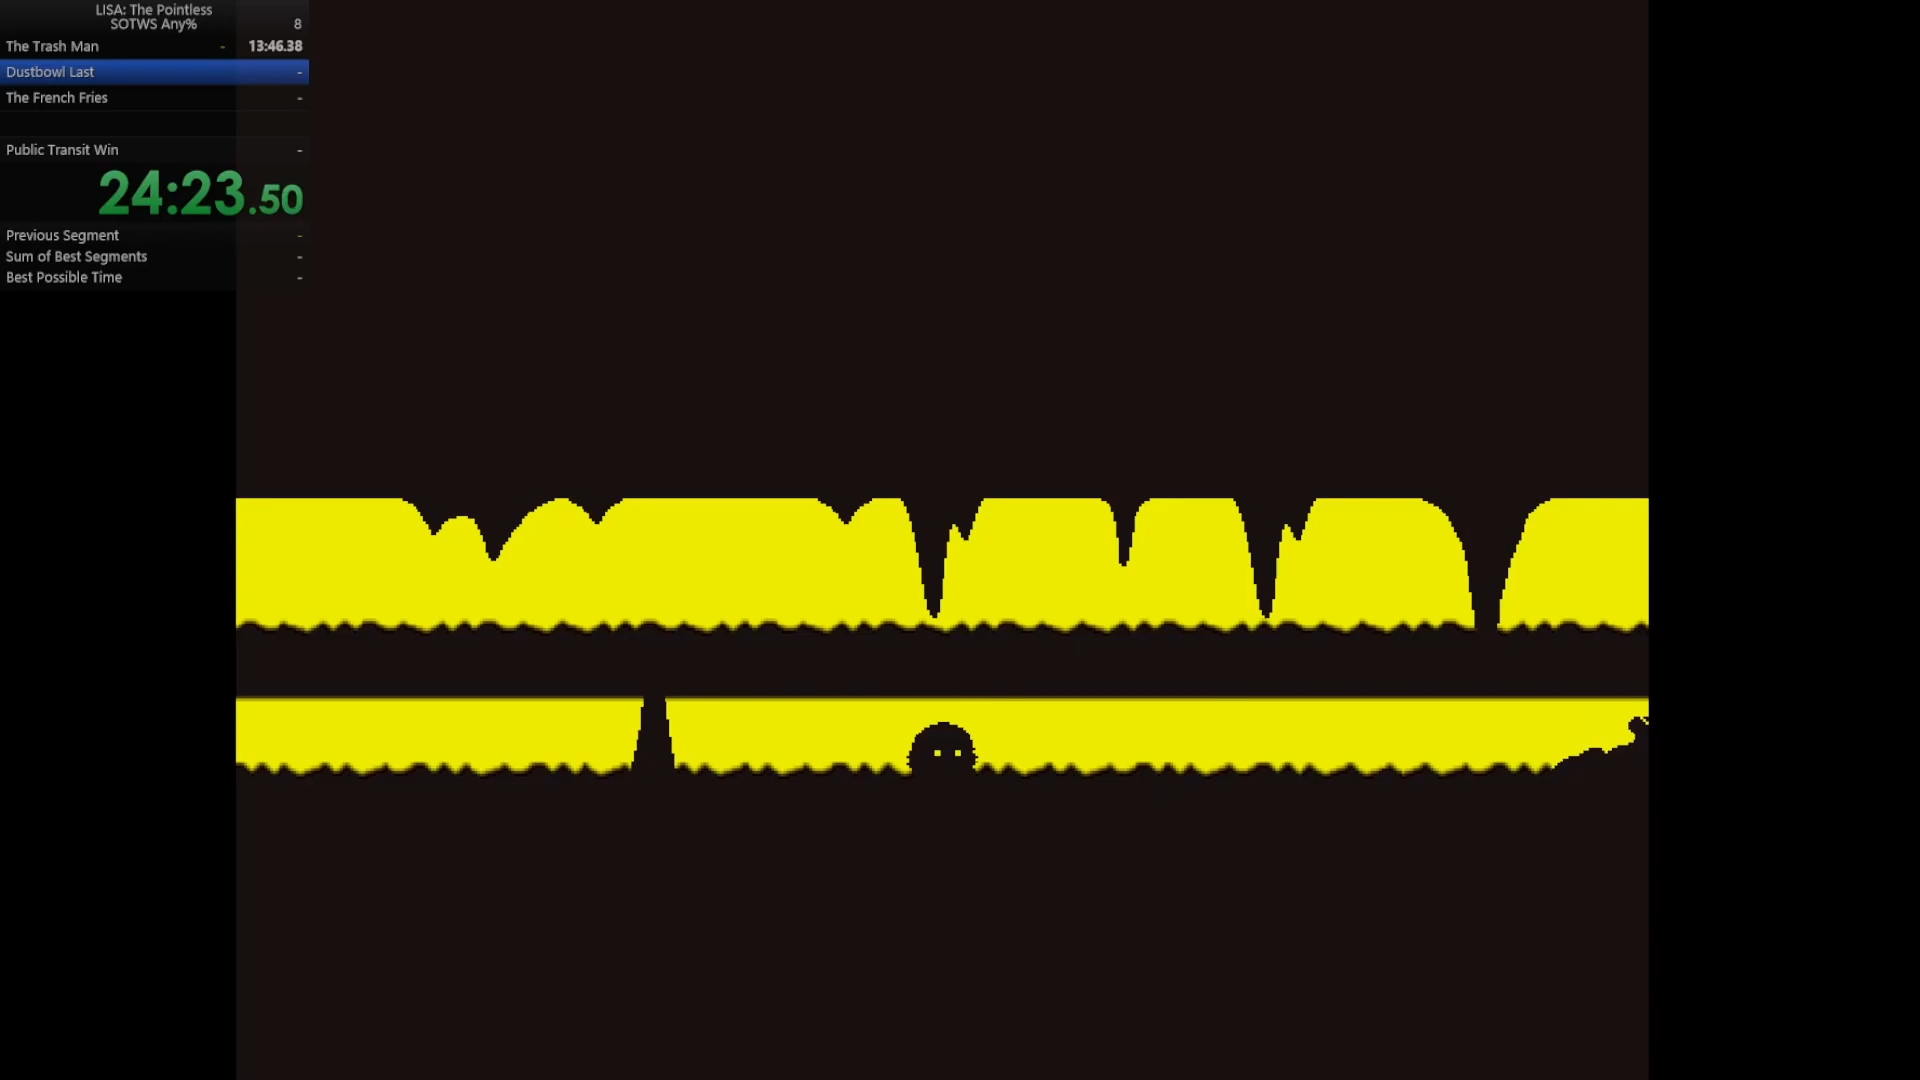 LISA: The Pointless
SOTWS Any% 8
The Trash Man - 13:46.38
Dustbowl Last -
The French Fries -
Public Transit Win -
24:23.50
Previous Segment -
Sum of Best Segments -
Best Possible Time -